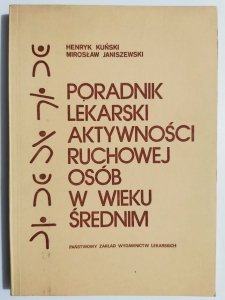 HENRYK KUŃSKI
MIROSŁAW JANISZEWSKI
PORADNIK
LEKARSKI
AKTYWNOŚCI
RUCHOWEJ
OSÓB
W WIEKU
ŚREDNIM
PAŃSTWOWY ZAKŁAD WYDAWNICTW LEKARSKICH